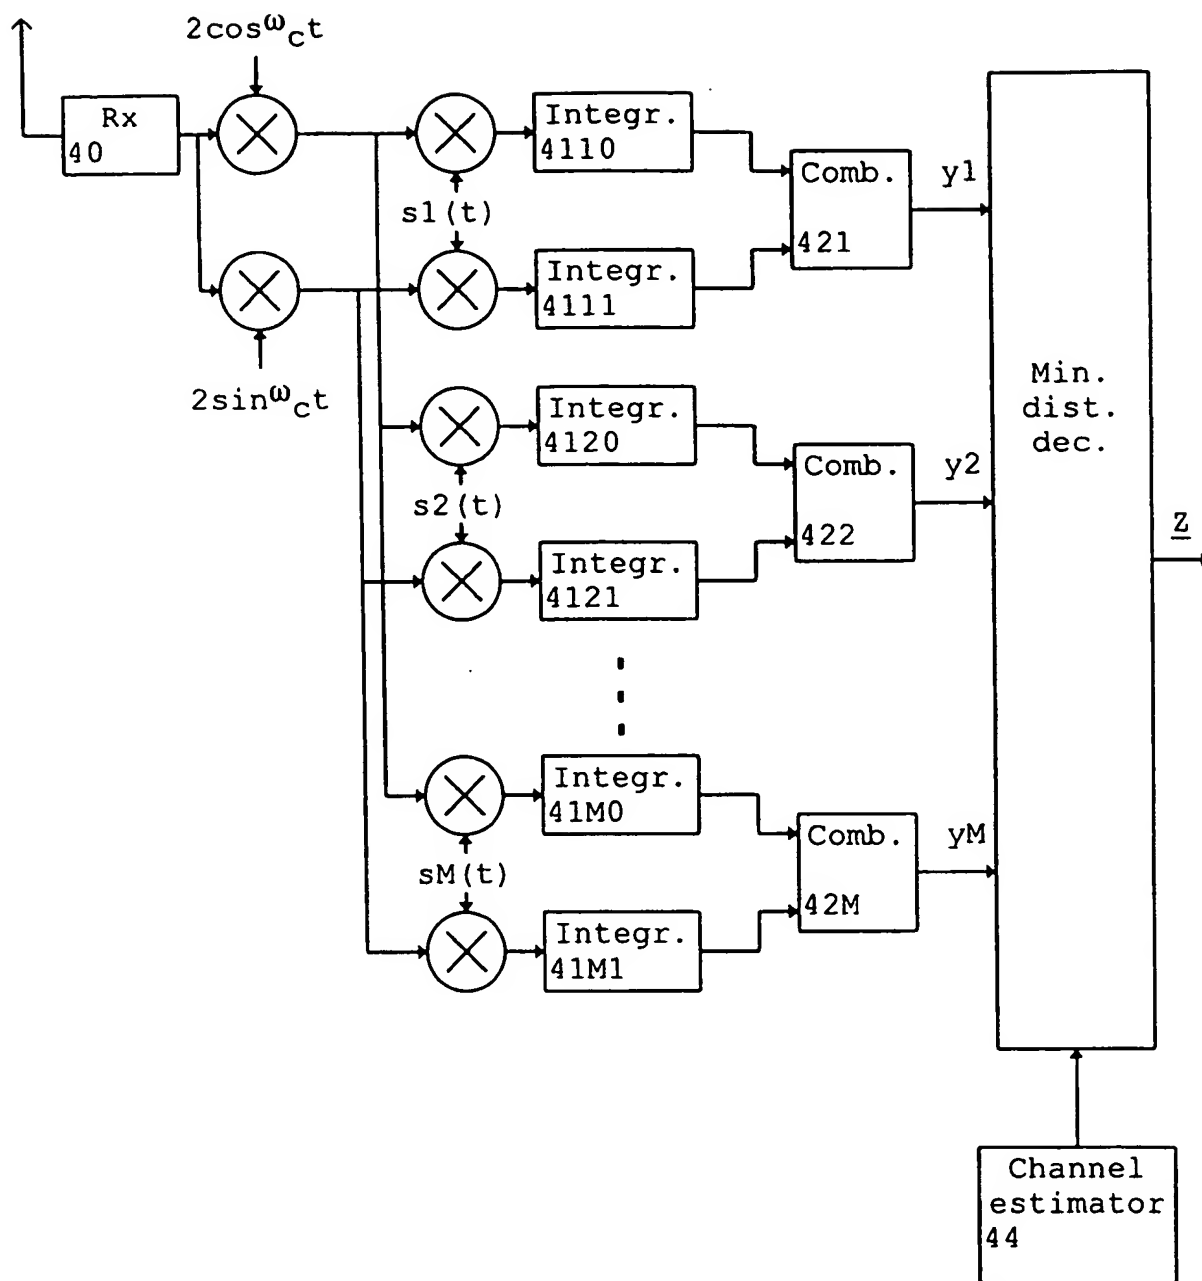 2cosωct
Rx
40
Integr.
4110
Comb.
421
y1
s1(t)
Integr.
4111
2sinωct
Min.
dist.
dec.
Integr.
4120
Comb.
422
y2
s2(t)
Integr.
4121
z
Integr.
41M0
Comb.
42M
yM
sM(t)
Integr.
41M1
Channel
estimator
44